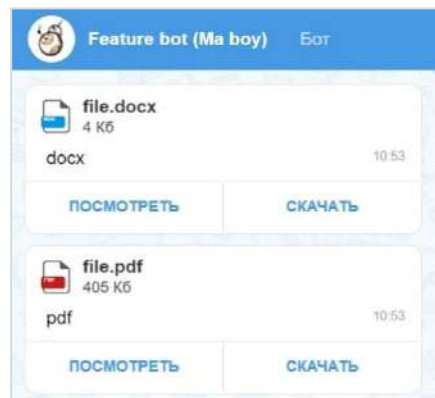 Feature bot (Ma boy) Бот
file.docx
4 Кб
docx 10:53
ПОСМОТРЕТЬ СКАЧАТЬ
file.pdf
405 Кб
pdf 10:53
ПОСМОТРЕТЬ СКАЧАТЬ